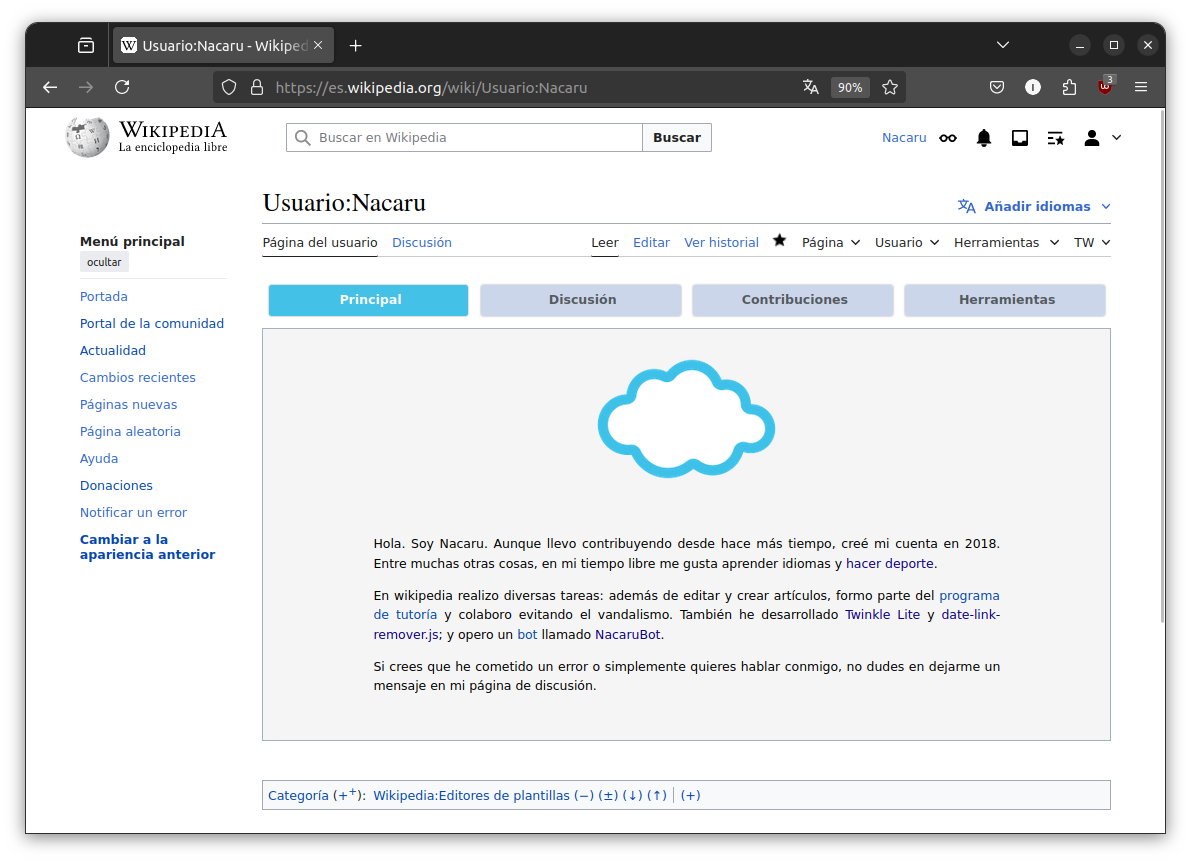 Usuario:Nacaru - Wikiped
https://es.wikipedia.org/wiki/Usuario:Nacaru
90%
3
WIKIPEDIA
La enciclopedia libre
Buscar en Wikipedia
Buscar
Nacaru
Usuario:Nacaru
Añadir idiomas
Menú principal
ocultar
Portada
Portal de la comunidad
Actualidad
Cambios recientes
Páginas nuevas
Página aleatoria
Ayuda
Donaciones
Notificar un error
Cambiar a la
apariencia anterior
Página del usuario Discusión Leer Editar Ver historial Página Usuario Herramientas TW
Principal Discusión Contribuciones Herramientas
Hola. Soy Nacaru. Aunque llevo contribuyendo desde hace más tiempo, creé mi cuenta en 2018.
Entre muchas otras cosas, en mi tiempo libre me gusta aprender idiomas y hacer deporte.
En wikipedia realizo diversas tareas: además de editar y crear artículos, formo parte del programa
de tutoría y colaboro evitando el vandalismo. También he desarrollado Twinkle Lite y date-link-
remover.js; y opero un bot llamado NacaruBot.
Si crees que he cometido un error o simplemente quieres hablar conmigo, no dudes en dejarme un
mensaje en mi página de discusión.
Categoría (++): Wikipedia:Editores de plantillas (−) (±) (↓) (↑) | (+)